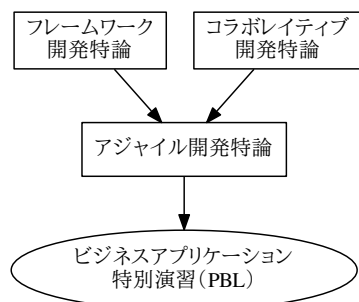 フレームワーク
開発特論
コラボレイティブ
開発特論
アジャイル開発特論
ビジネスアプリケーション
特別演習（PBL）